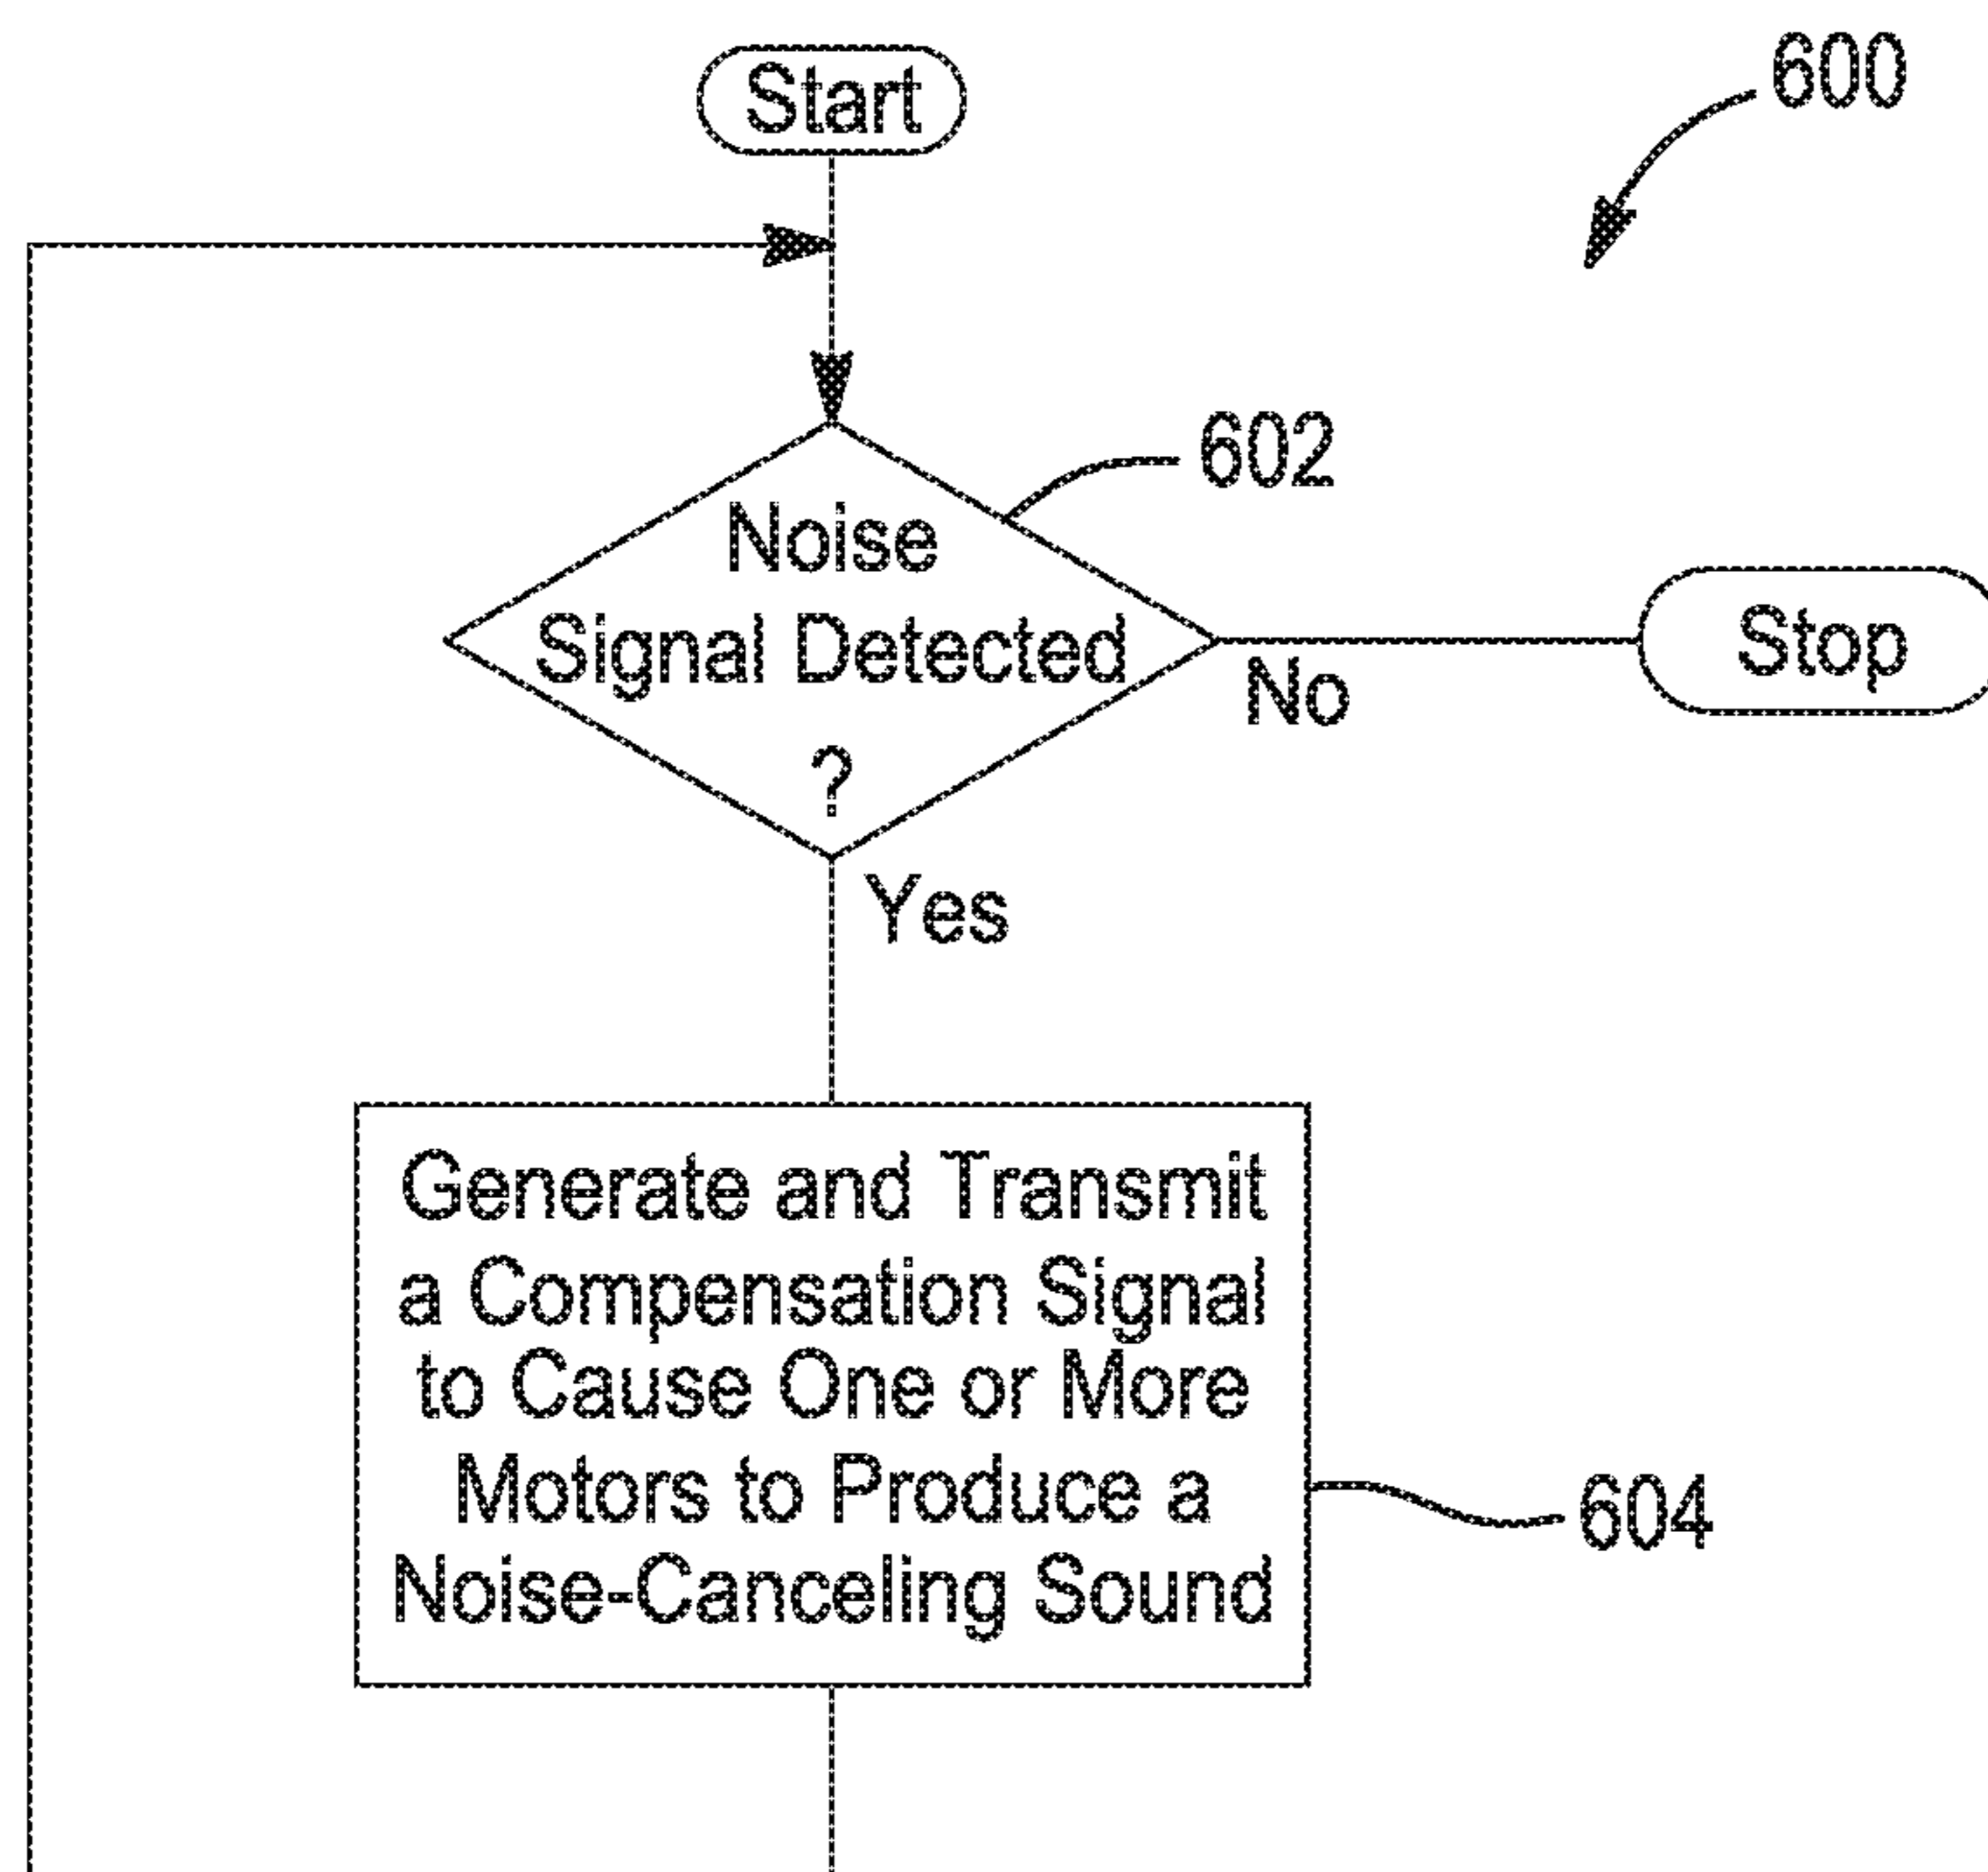 Start
600
602
Noise
Signal Detected
?
No
Stop
Yes
Generate and Transmit
a Compensation Signal
to Cause One or More
Motors to Produce a
Noise-Canceling Sound
604